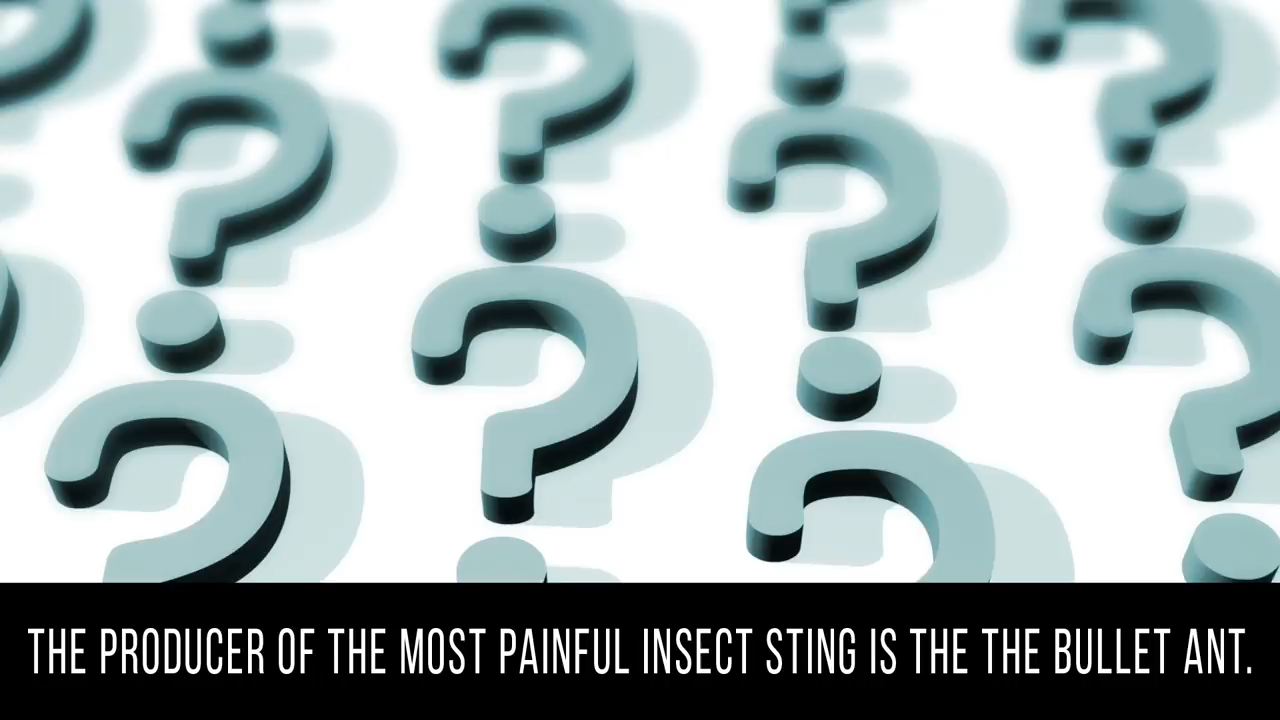 THE PRODUCER OF THE MOST PAINFUL INSECT STING IS THE THE BULLET ANT.